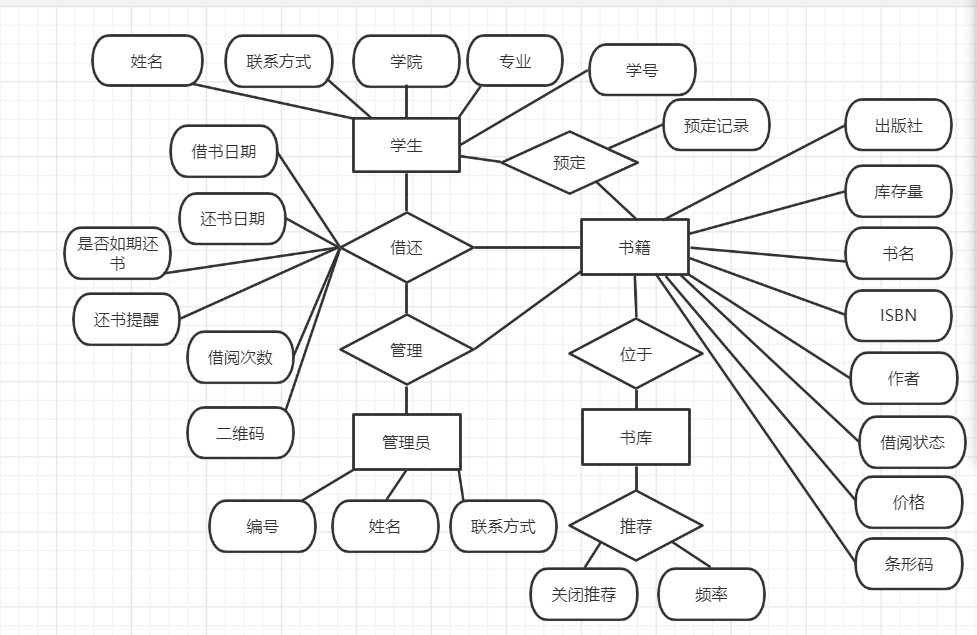 姓名
联系方式
学院
专业
学号
预定记录
出版社
学生
借书日期
预定
库存量
还书日期
是否如期还
书
借还
书籍
书名
还书提醒
ISBN
借阅次数
管理
位于
作者
二维码
管理员
书库
借阅状态
价格
编号
姓名
联系方式
推荐
条形码
关闭推荐
频率